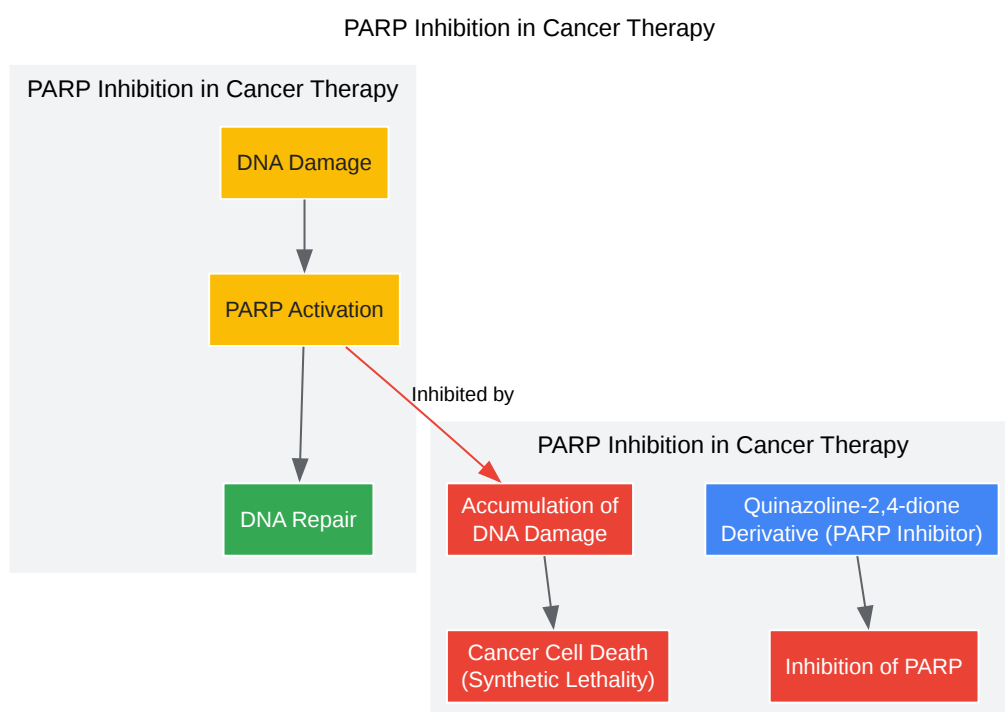 PARP Inhibition in Cancer Therapy
PARP Inhibition in Cancer Therapy
DNA Damage
PARP Activation
Inhibited by
DNA Repair
PARP Inhibition in Cancer Therapy
Accumulation of
DNA Damage
Quinazoline-2,4-dione
Derivative (PARP Inhibitor)
Cancer Cell Death
(Synthetic Lethality)
Inhibition of PARP